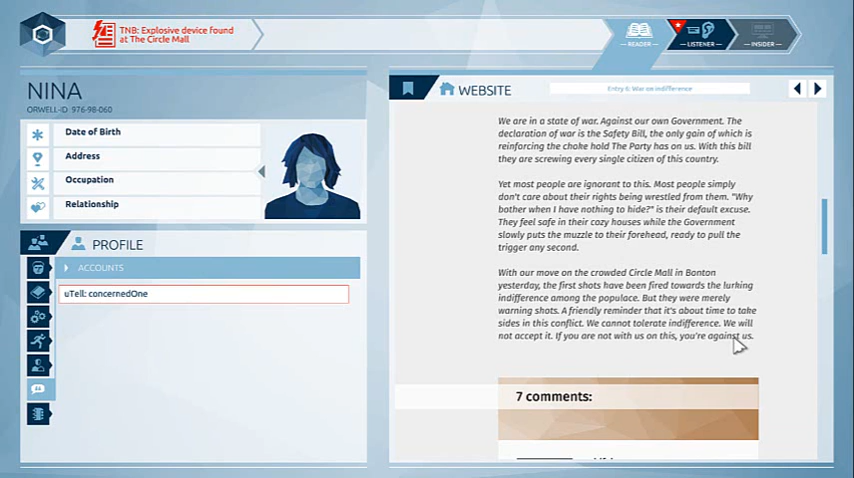 TNB: Explosive device found
at The Circle Mall
READER
LISTENER
INSIDER
NINA
ORWELL-ID 976-98-060
Date of Birth
Address
Occupation
Relationship
PROFILE
ACCOUNTS
uTell: concernedOne
WEBSITE
Entry 6: War on indifference
We are in a state of war. Against our own Government. The
declaration of war is the Safety Bill, the only gain of which is
reinforcing the choke hold The Party has on us. With this bill
they are screwing every single citizen of this country.
Yet most people are ignorant to this. Most people simply
don't care about their rights being wrestled from them. "Why
bother when I have nothing to hide?" is their default excuse.
They feel safe in their cozy houses while the Government
slowly puts the muzzle to their forehead, ready to pull the
trigger any second.
With our move on the crowded Circle Mall in Bonton
yesterday, the first shots have been fired towards the lurking
indifference among the populace. But they were merely
warning shots. A friendly reminder that it's about time to take
sides in this conflict. We cannot tolerate indifference. We will
not accept it. If you are not with us on this, you're against us.
7 comments: